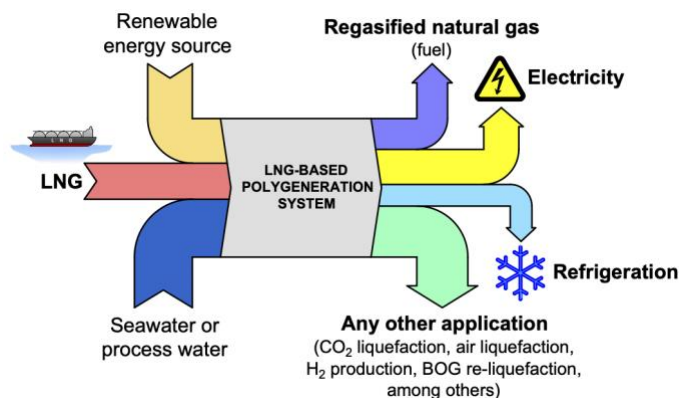 Renewable
energy source
Regasified natural gas
(fuel)
Electricity
L N G
LNG
LNG-BASED
POLYGENERATION
SYSTEM
Refrigeration
Seawater or
process water
Any other application
(CO₂ liquefaction, air liquefaction,
H₂ production, BOG re-liquefaction,
among others)